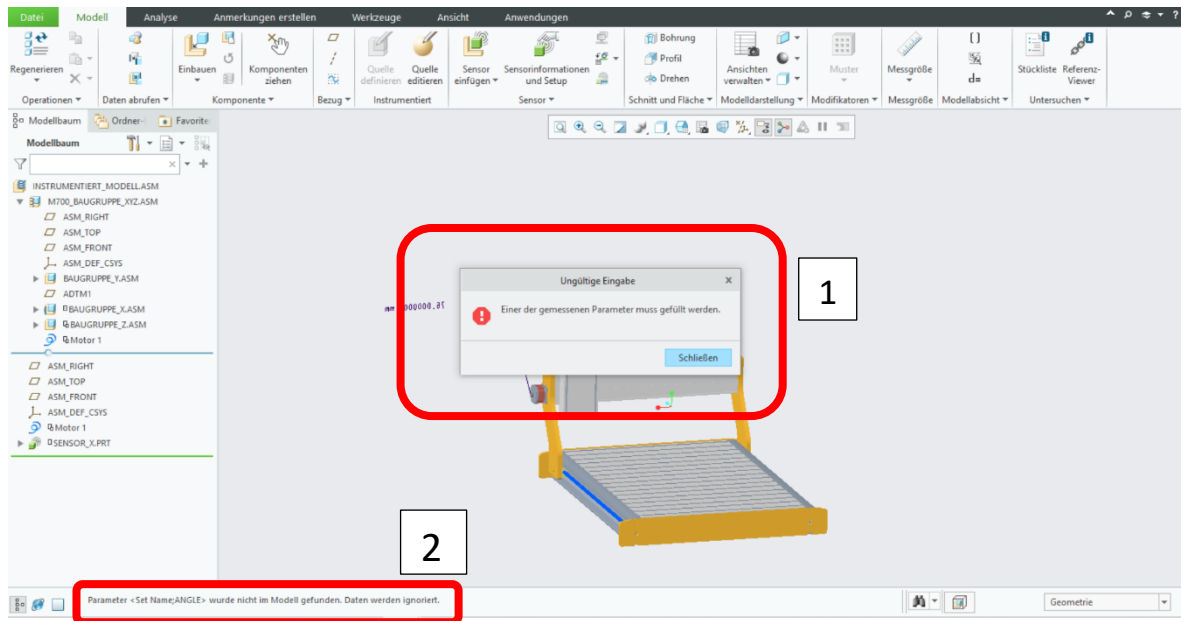 Datei Modell Analyse Anmerkungen erstellen Werkzeuge Ansicht Anwendungen
Regenerieren
Einbauen
Komponenten
ziehen
Quelle
definieren
Quelle
editieren
Sensor
einfügen
Sensorinformationen
und Setup
Bohrung
Profil
Drehen
Ansichten
verwalten
Muster
Messgröße
d=
Stückliste
Referenz-
Viewer
Operationen Daten abrufen Komponente Bezug Instrumentiert Sensor Schnitt und Fläche Modelldarstellung Modifikatoren Messgröße Modellabsicht Untersuchen
Modellbaum Ordner- Favorite
Modellbaum
INSTRUMENTIERT_MODELL.ASM
M700_BAUGRUPPE_XYZ.ASM
ASM_RIGHT
ASM_TOP
ASM_FRONT
ASM_DEF_CSYS
BAUGRUPPE_Y.ASM
ADTM1
BAUGRUPPE_X.ASM
BAUGRUPPE_Z.ASM
Motor 1
ASM_RIGHT
ASM_TOP
ASM_FRONT
ASM_DEF_CSYS
Motor 1
SENSOR_X.PRT
Ungültige Eingabe
Einer der gemessenen Parameter muss gefüllt werden.
Schließen
1
2
Parameter <Set Name;ANGLE> wurde nicht im Modell gefunden. Daten werden ignoriert.
Geometrie